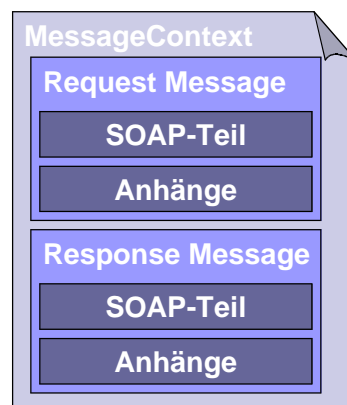 MessageContext
Request Message
SOAP-Teil
Anhänge
Response Message
SOAP-Teil
Anhänge